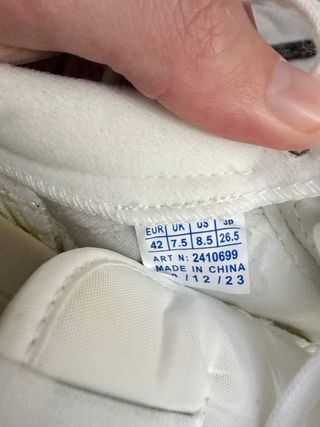 EUR UK US JP
42 7.5 8.5 26.5
ART N: 2410699
MADE IN CHINA
/12/23